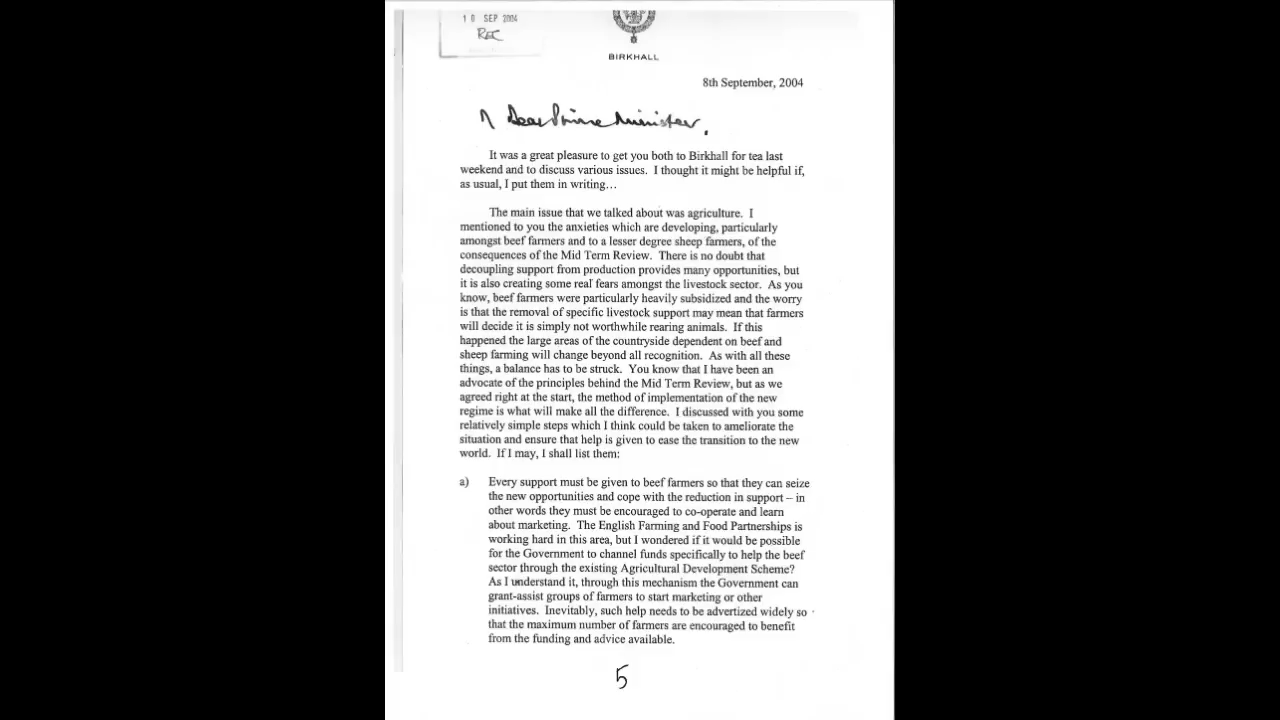 10 SEP 2004
REC
BIRKHALL
8th September, 2004
Dear Prime Minister,
It was a great pleasure to get you both to Birkhall for tea last
weekend and to discuss various issues. I thought it might be helpful if,
as usual, I put them in writing…
The main issue that we talked about was agriculture. I
mentioned to you the anxieties which are developing, particularly
amongst beef farmers and to a lesser degree sheep farmers, of the
consequences of the Mid Term Review. There is no doubt that
decoupling support from production provides many opportunities, but
it is also creating some real fears amongst the livestock sector. As you
know, beef farmers were particularly heavily subsidized and the worry
is that the removal of specific livestock support may mean that farmers
will decide it is simply not worthwhile rearing animals. If this
happened the large areas of the countryside dependent on beef and
sheep farming will change beyond all recognition. As with all these
things, a balance has to be struck. You know that I have been an
advocate of the principles behind the Mid Term Review, but as we
agreed right at the start, the method of implementation of the new
regime is what will make all the difference. I discussed with you some
relatively simple steps which I think could be taken to ameliorate the
situation and ensure that help is given to ease the transition to the new
world. If I may, I shall list them:
a) Every support must be given to beef farmers so that they can seize
the new opportunities and cope with the reduction in support – in
other words they must be encouraged to co-operate and learn
about marketing. The English Farming and Food Partnerships is
working hard in this area, but I wondered if it would be possible
for the Government to channel funds specifically to help the beef
sector through the existing Agricultural Development Scheme?
As I understand it, through this mechanism the Government can
grant-assist groups of farmers to start marketing or other
initiatives. Inevitably, such help needs to be advertized widely so
that the maximum number of farmers are encouraged to benefit
from the funding and advice available.
5